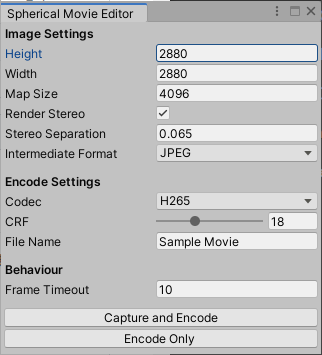 Spherical Movie Editor
Image Settings
Height 2880
Width 2880
Map Size 4096
Render Stereo
Stereo Separation 0.065
Intermediate Format JPEG
Encode Settings
Codec H265
CRF 18
File Name Sample Movie
Behaviour
Frame Timeout 10
Capture and Encode
Encode Only